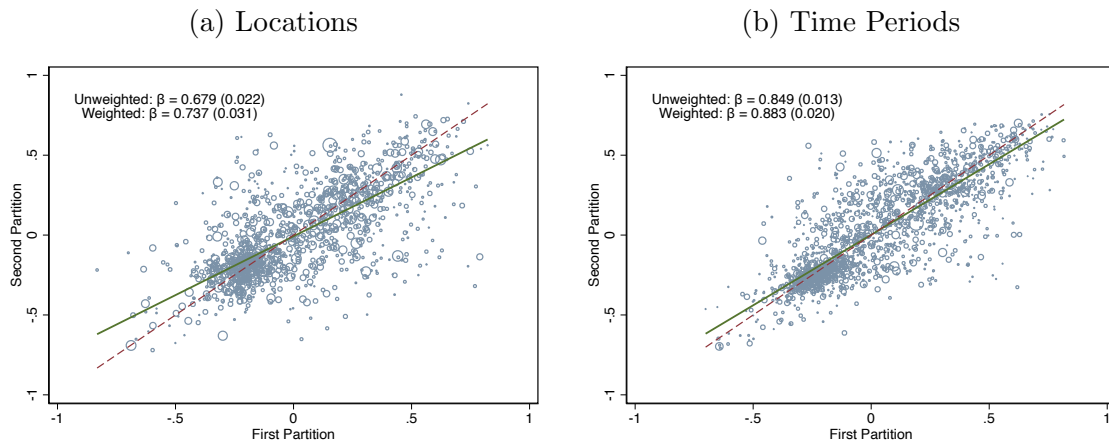 (a) Locations
Unweighted: β = 0.679 (0.022)
Weighted: β = 0.737 (0.031)
1
.5
0
-.5
-1
Second Partition
-1
-.5
0
.5
1
First Partition
(b) Time Periods
Unweighted: β = 0.849 (0.013)
Weighted: β = 0.883 (0.020)
1
.5
0
-.5
-1
Second Partition
-1
-.5
0
.5
1
First Partition